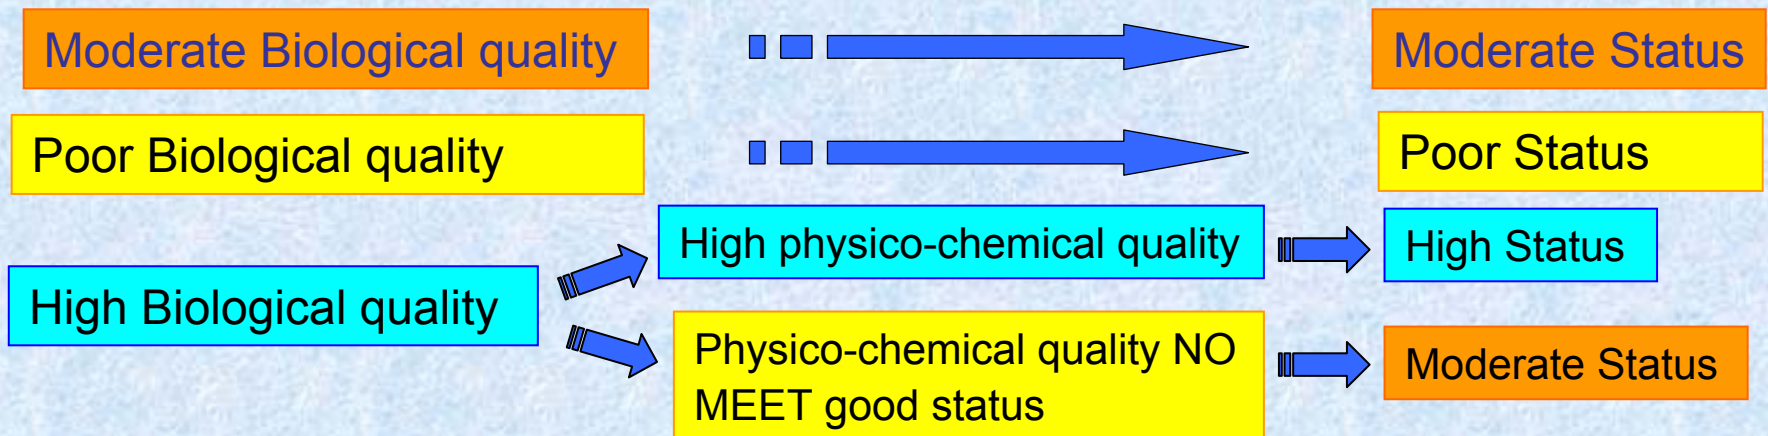 Moderate Biological quality
Moderate Status
Poor Biological quality
Poor Status
High Biological quality
High physico-chemical quality
High Status
Physico-chemical quality NO
MEET good status
Moderate Status